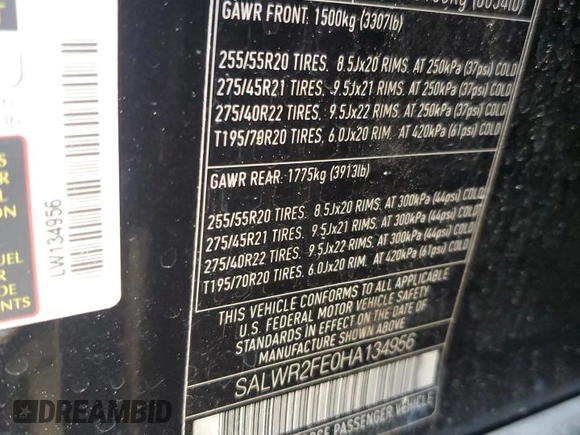 GAWR FRONT: 1500kg (3307lb)
255/55R20 TIRES. 8.5Jx20 RIMS. AT 250kPa (37psi) COLD
275/45R21 TIRES. 9.5Jx21 RIMS. AT 250kPa (37psi) COLD
275/40R22 TIRES. 9.5Jx22 RIMS. AT 250kPa (37psi) COLD
T195/70R20 TIRES. 6.0Jx20 RIM. AT 420kPa (61psi) COLD
GAWR REAR: 1775kg (3913lb)
255/55R20 TIRES. 8.5Jx20 RIMS. AT 300kPa (44psi) COLD
275/45R21 TIRES. 9.5Jx21 RIMS. AT 300kPa (44psi) COLD
275/40R22 TIRES. 9.5Jx22 RIMS. AT 300kPa (44psi) COLD
T195/70R20 TIRES. 6.0Jx20 RIM. AT 420kPa (61psi) COLD
THIS VEHICLE CONFORMS TO ALL APPLICABLE
U.S. FEDERAL MOTOR VEHICLE SAFETY
STANDARDS IN EFFECT ON THE DATE OF
MANUFACTURE SHOWN ABOVE.
SALWR2FE0HA134956
PASSENGER VEHICLE
LW134956
DREAMBID